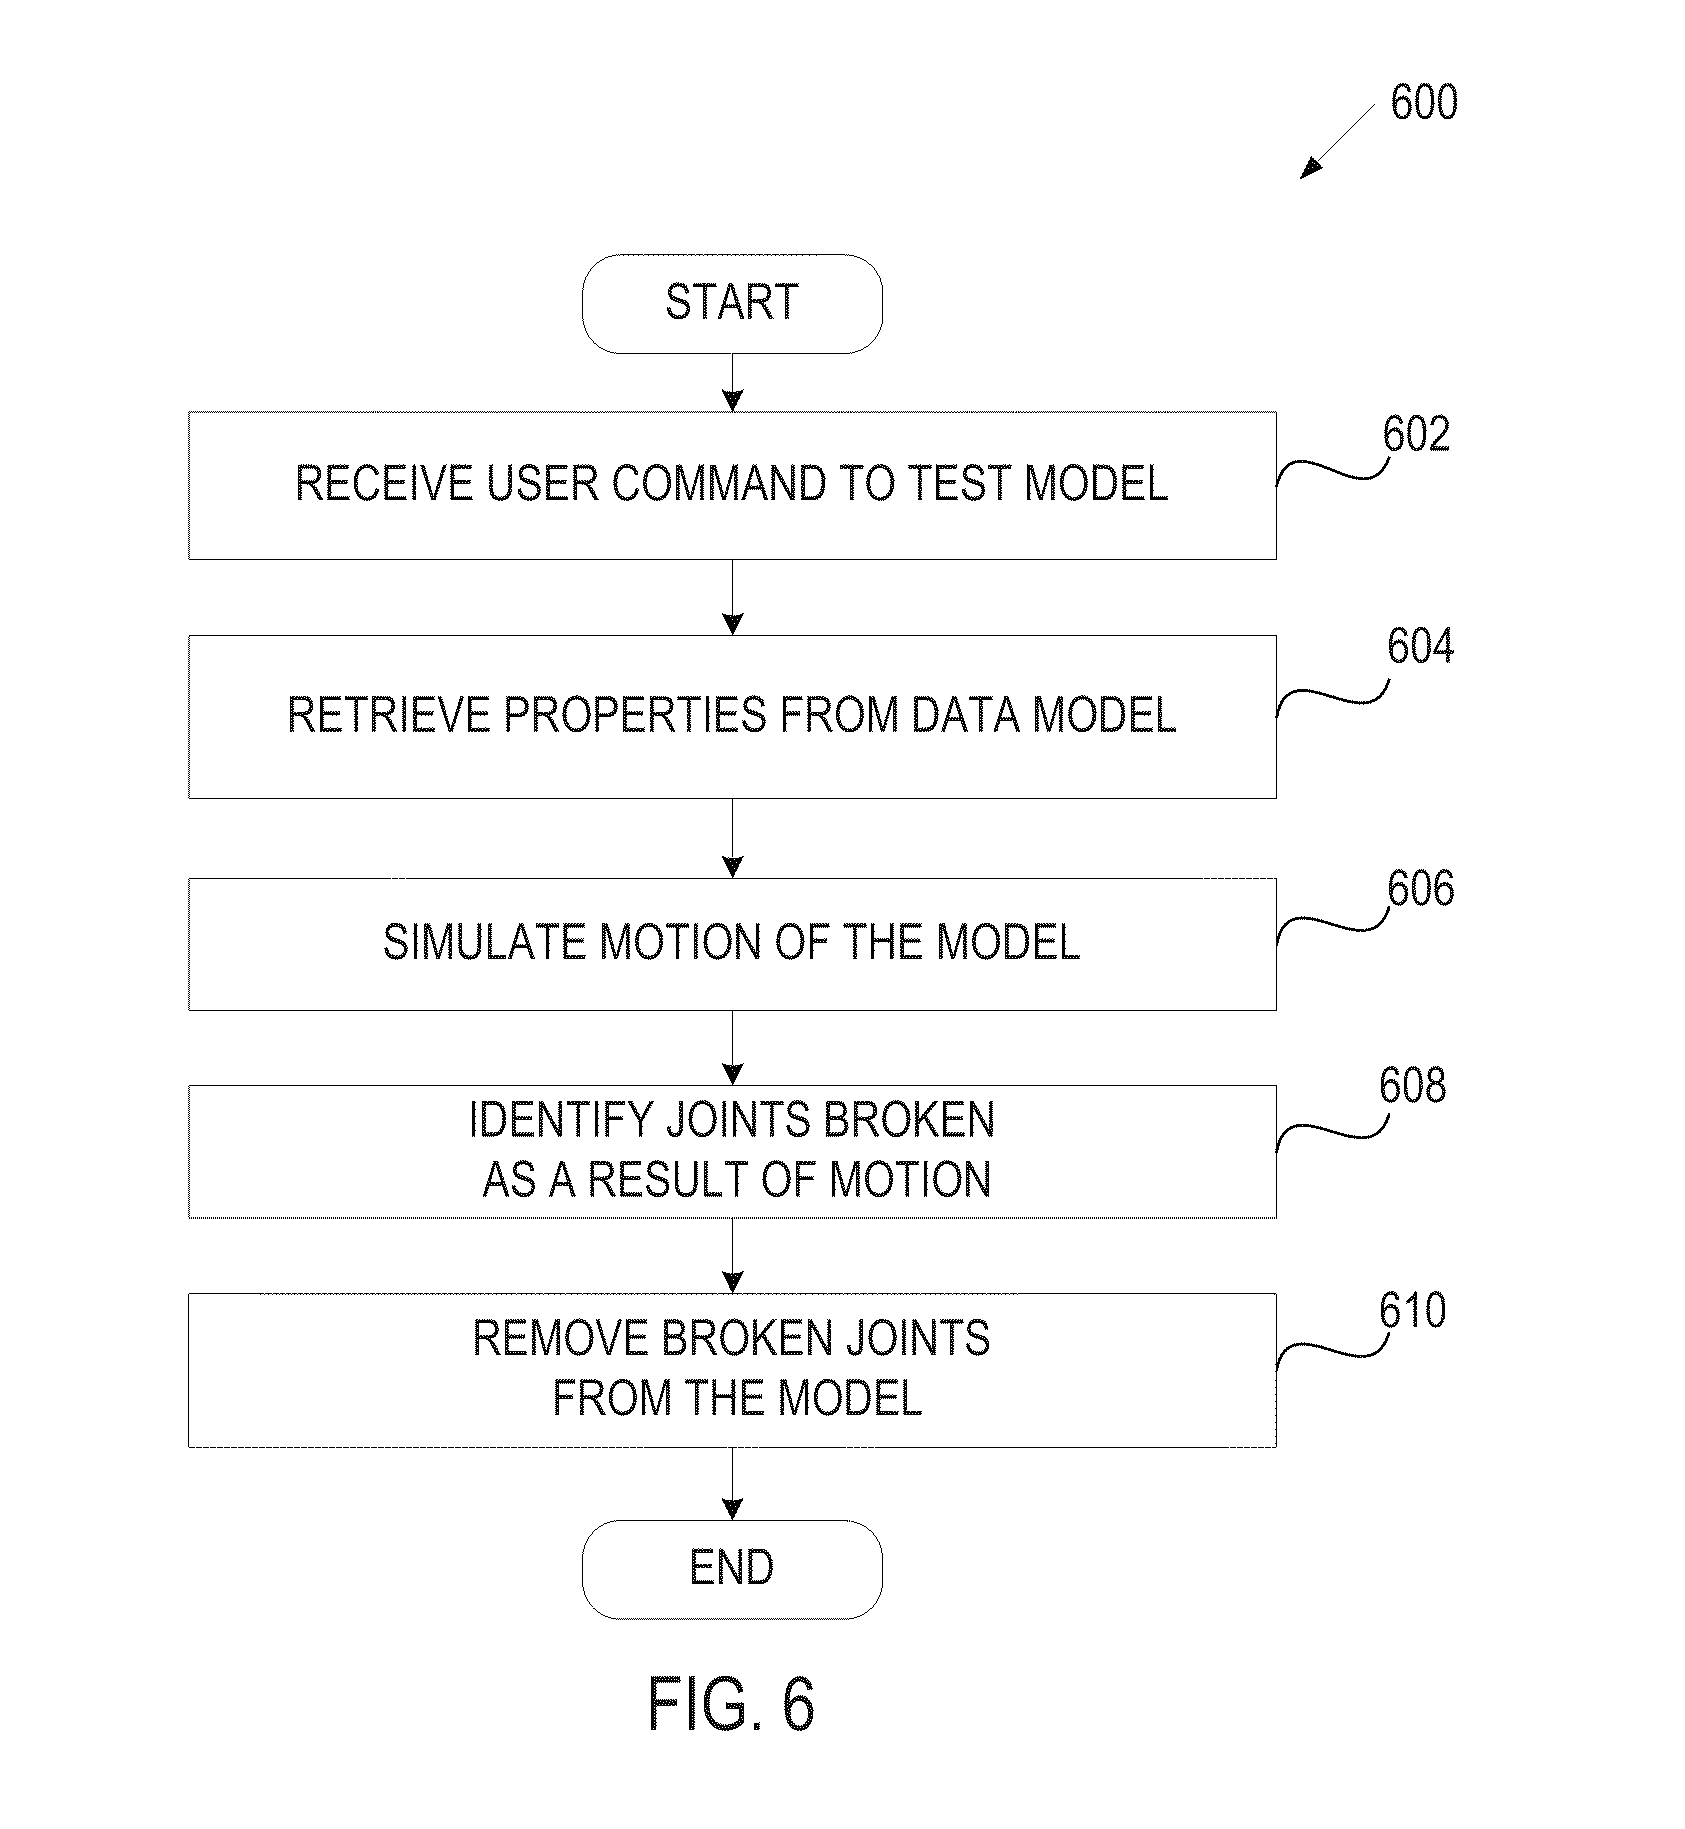 600
START
RECEIVE USER COMMAND TO TEST MODEL
602
RETRIEVE PROPERTIES FROM DATA MODEL
604
SIMULATE MOTION OF THE MODEL
606
IDENTIFY JOINTS BROKEN
AS A RESULT OF MOTION
608
REMOVE BROKEN JOINTS
FROM THE MODEL
610
END
FIG. 6